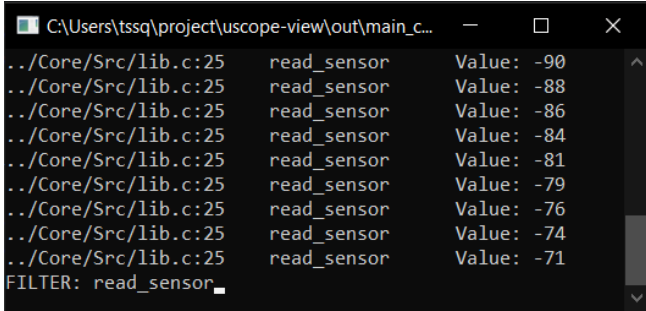 C:\Users\tssq\project\uscope-view\out\main_c...
../Core/Src/lib.c:25    read_sensor    Value: -90
../Core/Src/lib.c:25    read_sensor    Value: -88
../Core/Src/lib.c:25    read_sensor    Value: -86
../Core/Src/lib.c:25    read_sensor    Value: -84
../Core/Src/lib.c:25    read_sensor    Value: -81
../Core/Src/lib.c:25    read_sensor    Value: -79
../Core/Src/lib.c:25    read_sensor    Value: -76
../Core/Src/lib.c:25    read_sensor    Value: -74
../Core/Src/lib.c:25    read_sensor    Value: -71
FILTER: read_sensor